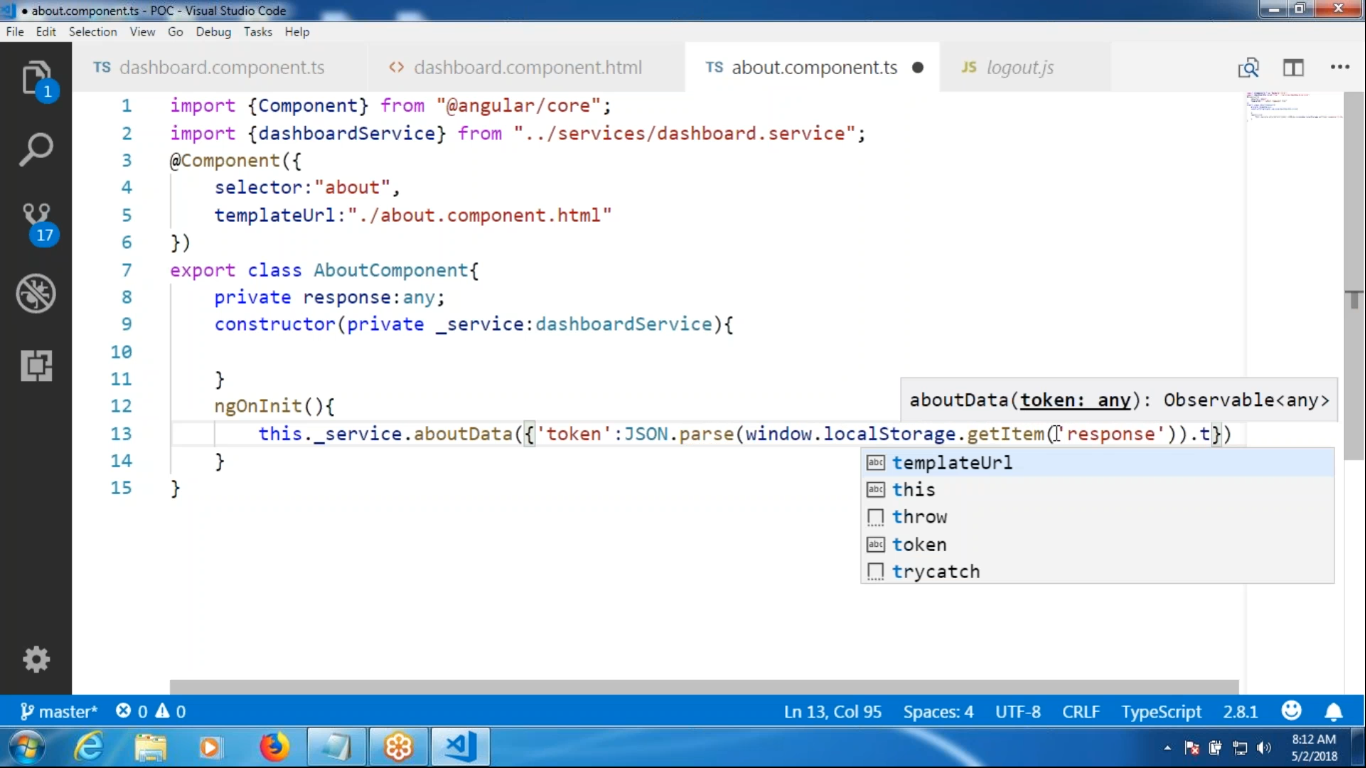 ● about.component.ts - POC - Visual Studio Code
File Edit Selection View Go Debug Tasks Help
TS dashboard.component.ts <> dashboard.component.html TS about.component.ts ● JS logout.js
1 import {Component} from "@angular/core";
2 import {dashboardService} from "../services/dashboard.service";
3 @Component({
4 selector:"about",
5 templateUrl:"./about.component.html"
6 })
7 export class AboutComponent{
8 private response:any;
9 constructor(private _service:dashboardService){
10
11 }
12 ngOnInit(){
aboutData(token: any): Observable<any>
13 this._service.aboutData({'token':JSON.parse(window.localStorage.getItem('response')).t})
14 }
15 }
abc templateUrl
abc this
throw
abc token
trycatch
1
17
master* 0 0 Ln 13, Col 95 Spaces: 4 UTF-8 CRLF TypeScript 2.8.1
8:12 AM
5/2/2018